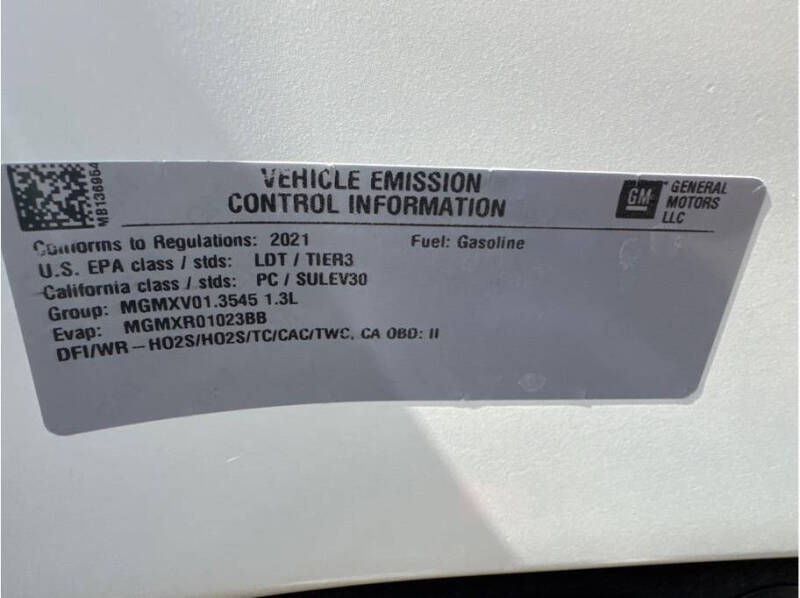 MB136964
VEHICLE EMISSION
CONTROL INFORMATION
GM
GENERAL
MOTORS
LLC
Conforms to Regulations: 2021 Fuel: Gasoline
U.S. EPA class / stds: LDT / TIER3
California class / stds: PC / SULEV30
Group: MGMXV01.3545 1.3L
Evap: MGMXR01023BB
DFI/WR-HO2S/HO2S/TC/CAC/TWC, CA OBD: II